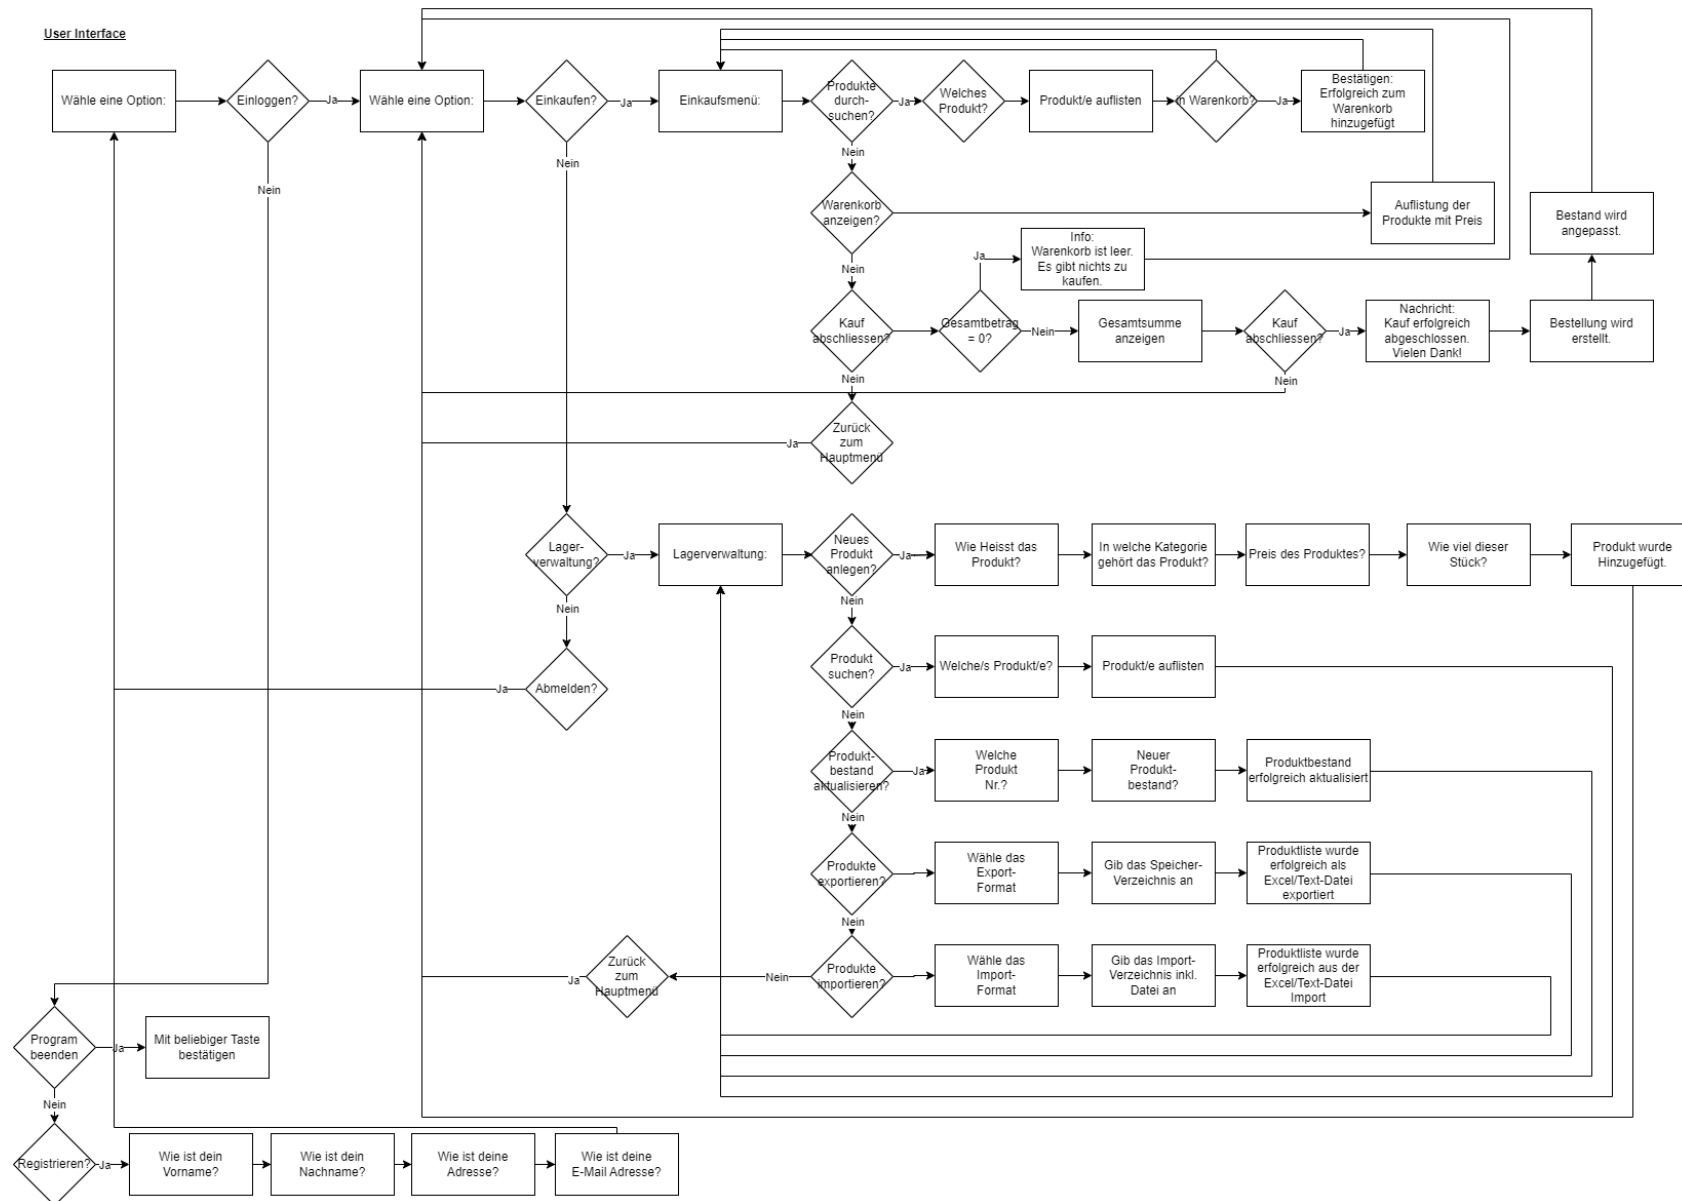 User Interface
Wähle eine Option:
Einloggen?
Ja
Wähle eine Option:
Einkaufen?
Ja
Einkaufsmenü:
Produkte
durch-
suchen?
Ja
Welches
Produkt?
Produkt/e auflisten
in Warenkorb?
Ja
Bestätigen:
Erfolgreich zum
Warenkorb
hinzugefügt
Nein
Nein
Nein
Warenkorb
anzeigen?
Auflistung der
Produkte mit Preis
Bestand wird
angepasst.
Nein
Ja
Info:
Warenkorb ist leer.
Es gibt nichts zu
kaufen.
Kauf
abschliessen?
Gesamtbetrag
= 0?
Nein
Gesamtsumme
anzeigen
Kauf
abschliessen?
Ja
Nachricht:
Kauf erfolgreich
abgeschlossen.
Vielen Dank!
Bestellung wird
erstellt.
Nein
Nein
Zurück
zum
Hauptmenü
Ja
Lager-
verwaltung?
Ja
Lagerverwaltung:
Neues
Produkt
anlegen?
Ja
Wie Heisst das
Produkt?
In welche Kategorie
gehört das Produkt?
Preis des Produktes?
Wie viel dieser
Stück?
Produkt wurde
Hinzugefügt.
Nein
Nein
Abmelden?
Ja
Produkt
suchen?
Ja
Welche/s Produkt/e?
Produkt/e auflisten
Nein
Produkt-
bestand
aktualisieren?
Ja
Welche
Produkt
Nr.?
Neuer
Produkt-
bestand?
Produktbestand
erfolgreich aktualisiert
Nein
Produkte
exportieren?
Wähle das
Export-
Format
Gib das Speicher-
Verzeichnis an
Produktliste wurde
erfolgreich als
Excel/Text-Datei
exportiert
Nein
Produkte
importieren?
Wähle das
Import-
Format
Gib das Import-
Verzeichnis inkl.
Datei an
Produktliste wurde
erfolgreich aus der
Excel/Text-Datei
Import
Nein
Zurück
zum
Hauptmenü
Ja
Program
beenden
Ja
Mit beliebiger Taste
bestätigen
Nein
Registrieren?
Ja
Wie ist dein
Vorname?
Wie ist dein
Nachname?
Wie ist deine
Adresse?
Wie ist deine
E-Mail Adresse?